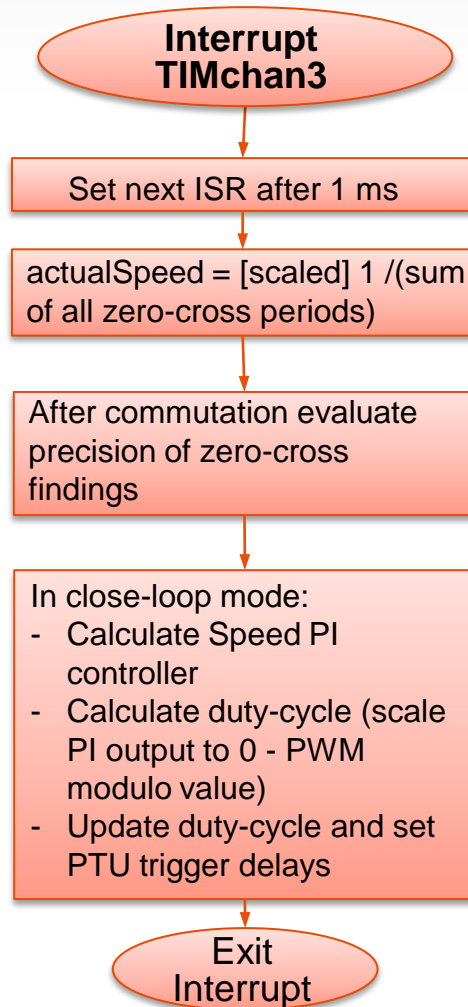 Interrupt
TIMchan3
Set next ISR after 1 ms
actualSpeed = [scaled] 1 /(sum
of all zero-cross periods)
After commutation evaluate
precision of zero-cross
findings
In close-loop mode:
- Calculate Speed PI
controller
- Calculate duty-cycle (scale
PI output to 0 - PWM
modulo value)
- Update duty-cycle and set
PTU trigger delays
Exit
Interrupt